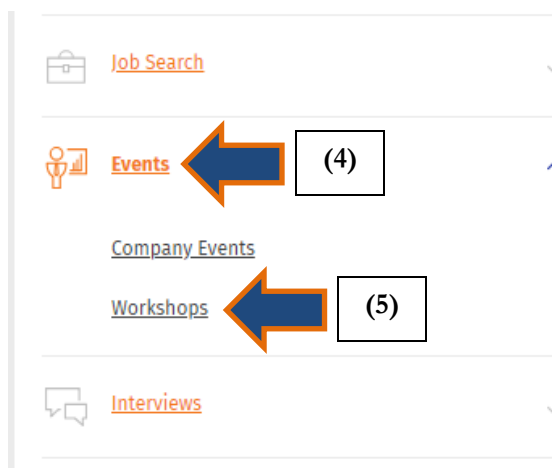 Job Search
Events (4)
Company Events
Workshops (5)
Interviews